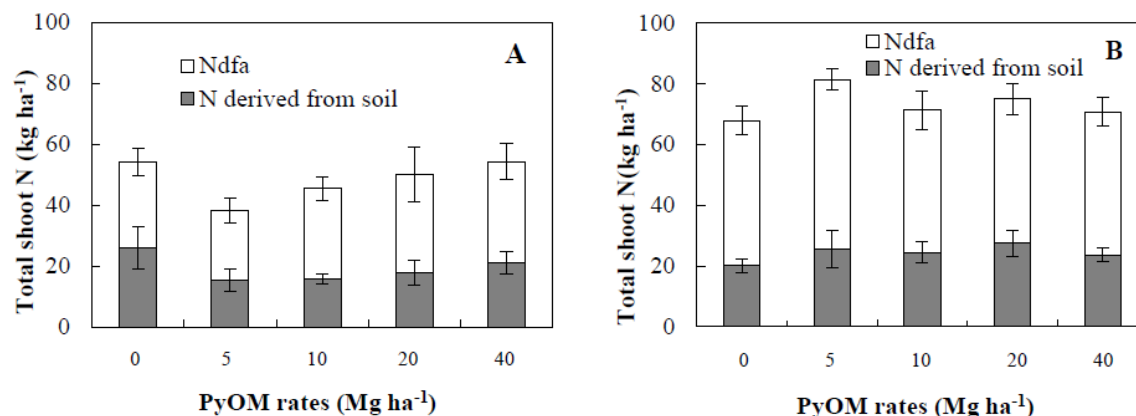 100
80
60
40
20
0
Total shoot N (kg ha⁻¹)
A
Ndfa
N derived from soil
0 5 10 20 40
PyOM rates (Mg ha⁻¹)
100
80
60
40
20
0
Total shoot N(kg ha⁻¹)
B
Ndfa
N derived from soil
0 5 10 20 40
PyOM rates (Mg ha⁻¹)